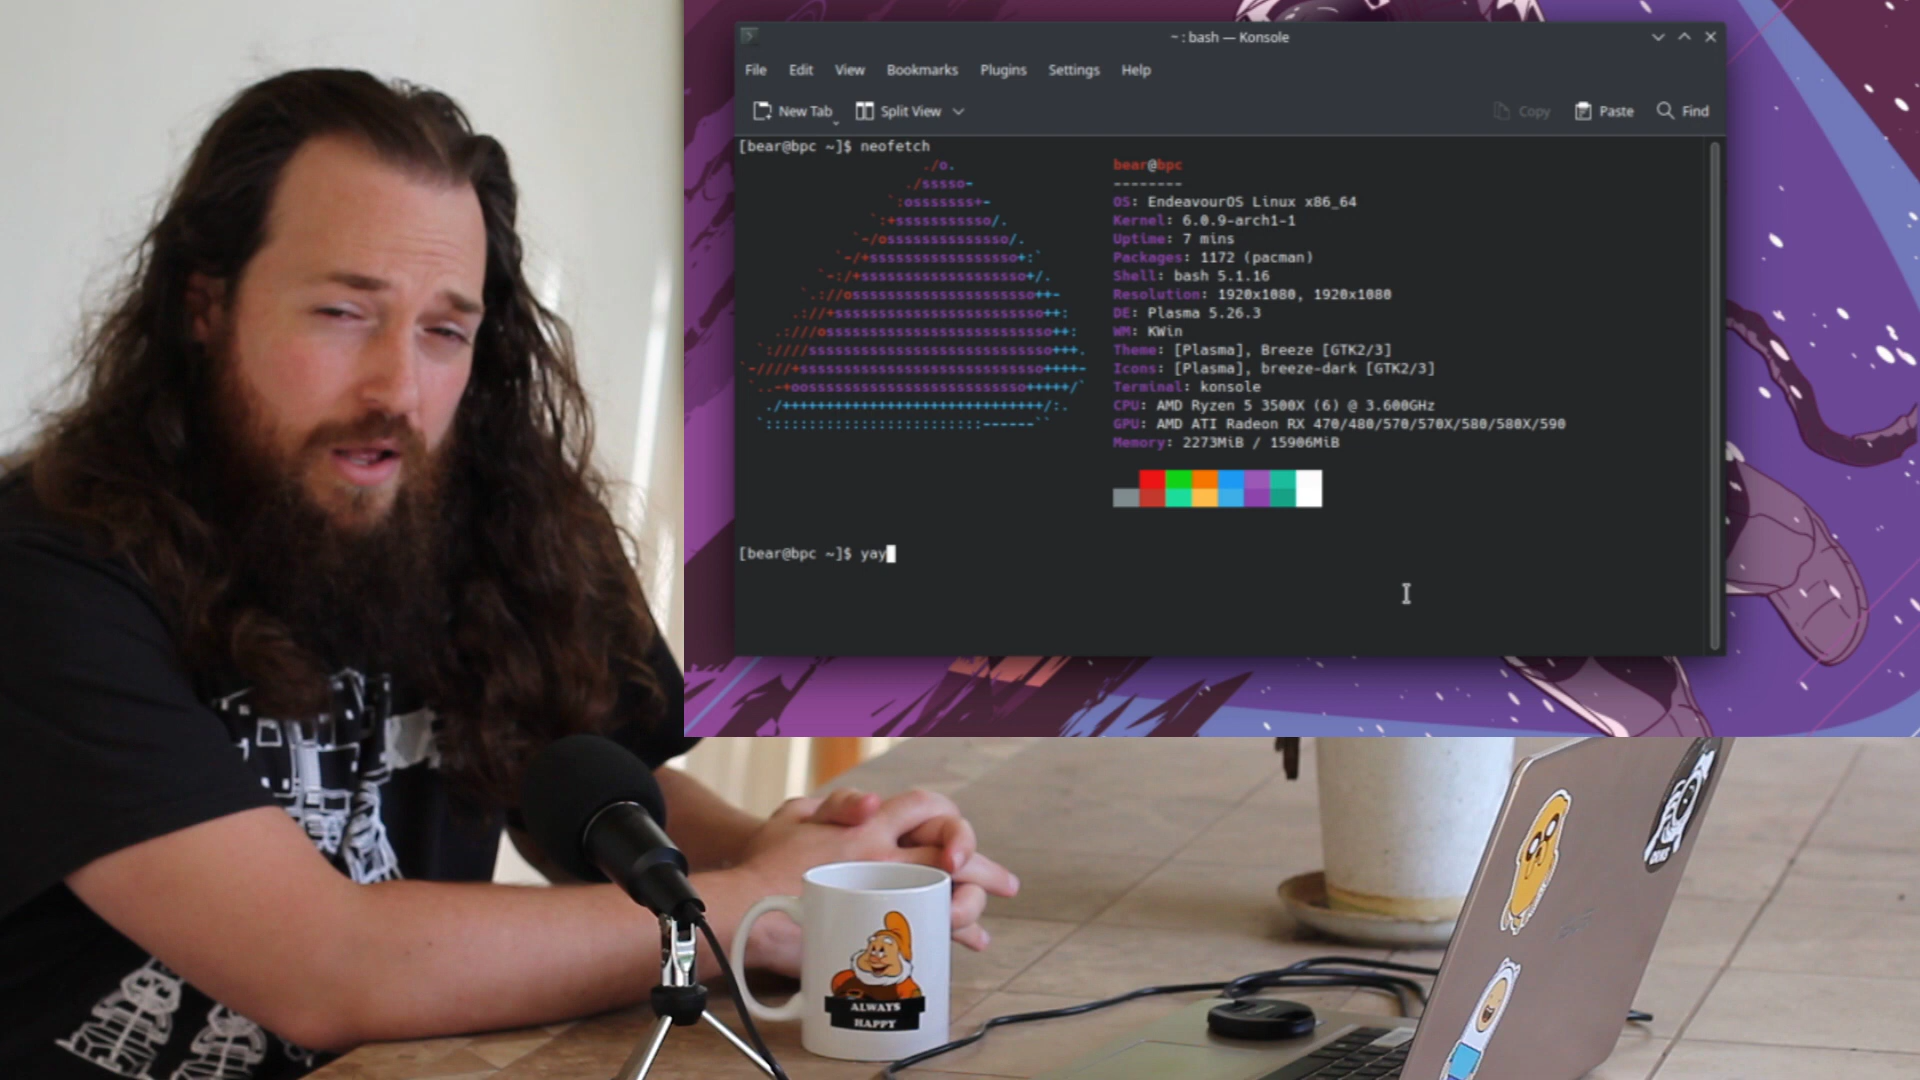 ~ : bash — Konsole
File Edit View Bookmarks Plugins Settings Help
New Tab Split View Copy Paste Find
[bear@bpc ~]$ neofetch
bear@bpc
--------
OS: EndeavourOS Linux x86_64
Kernel: 6.0.9-arch1-1
Uptime: 7 mins
Packages: 1172 (pacman)
Shell: bash 5.1.16
Resolution: 1920x1080, 1920x1080
DE: Plasma 5.26.3
WM: KWin
Theme: [Plasma], Breeze [GTK2/3]
Icons: [Plasma], breeze-dark [GTK2/3]
Terminal: konsole
CPU: AMD Ryzen 5 3500X (6) @ 3.600GHz
GPU: AMD ATI Radeon RX 470/480/570/570X/580/580X/590
Memory: 2273MiB / 15906MiB
[bear@bpc ~]$ yay
ALWAYS
HAPPY